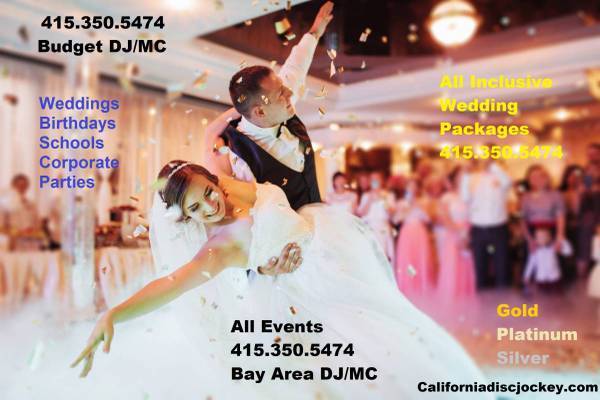 415.350.5474
Budget DJ/MC
Weddings
Birthdays
Schools
Corporate
Parties
All Inclusive
Wedding
Packages
415.350.5474
All Events
415.350.5474
Bay Area DJ/MC
Gold
Platinum
Silver
Californiadiscjockey.com